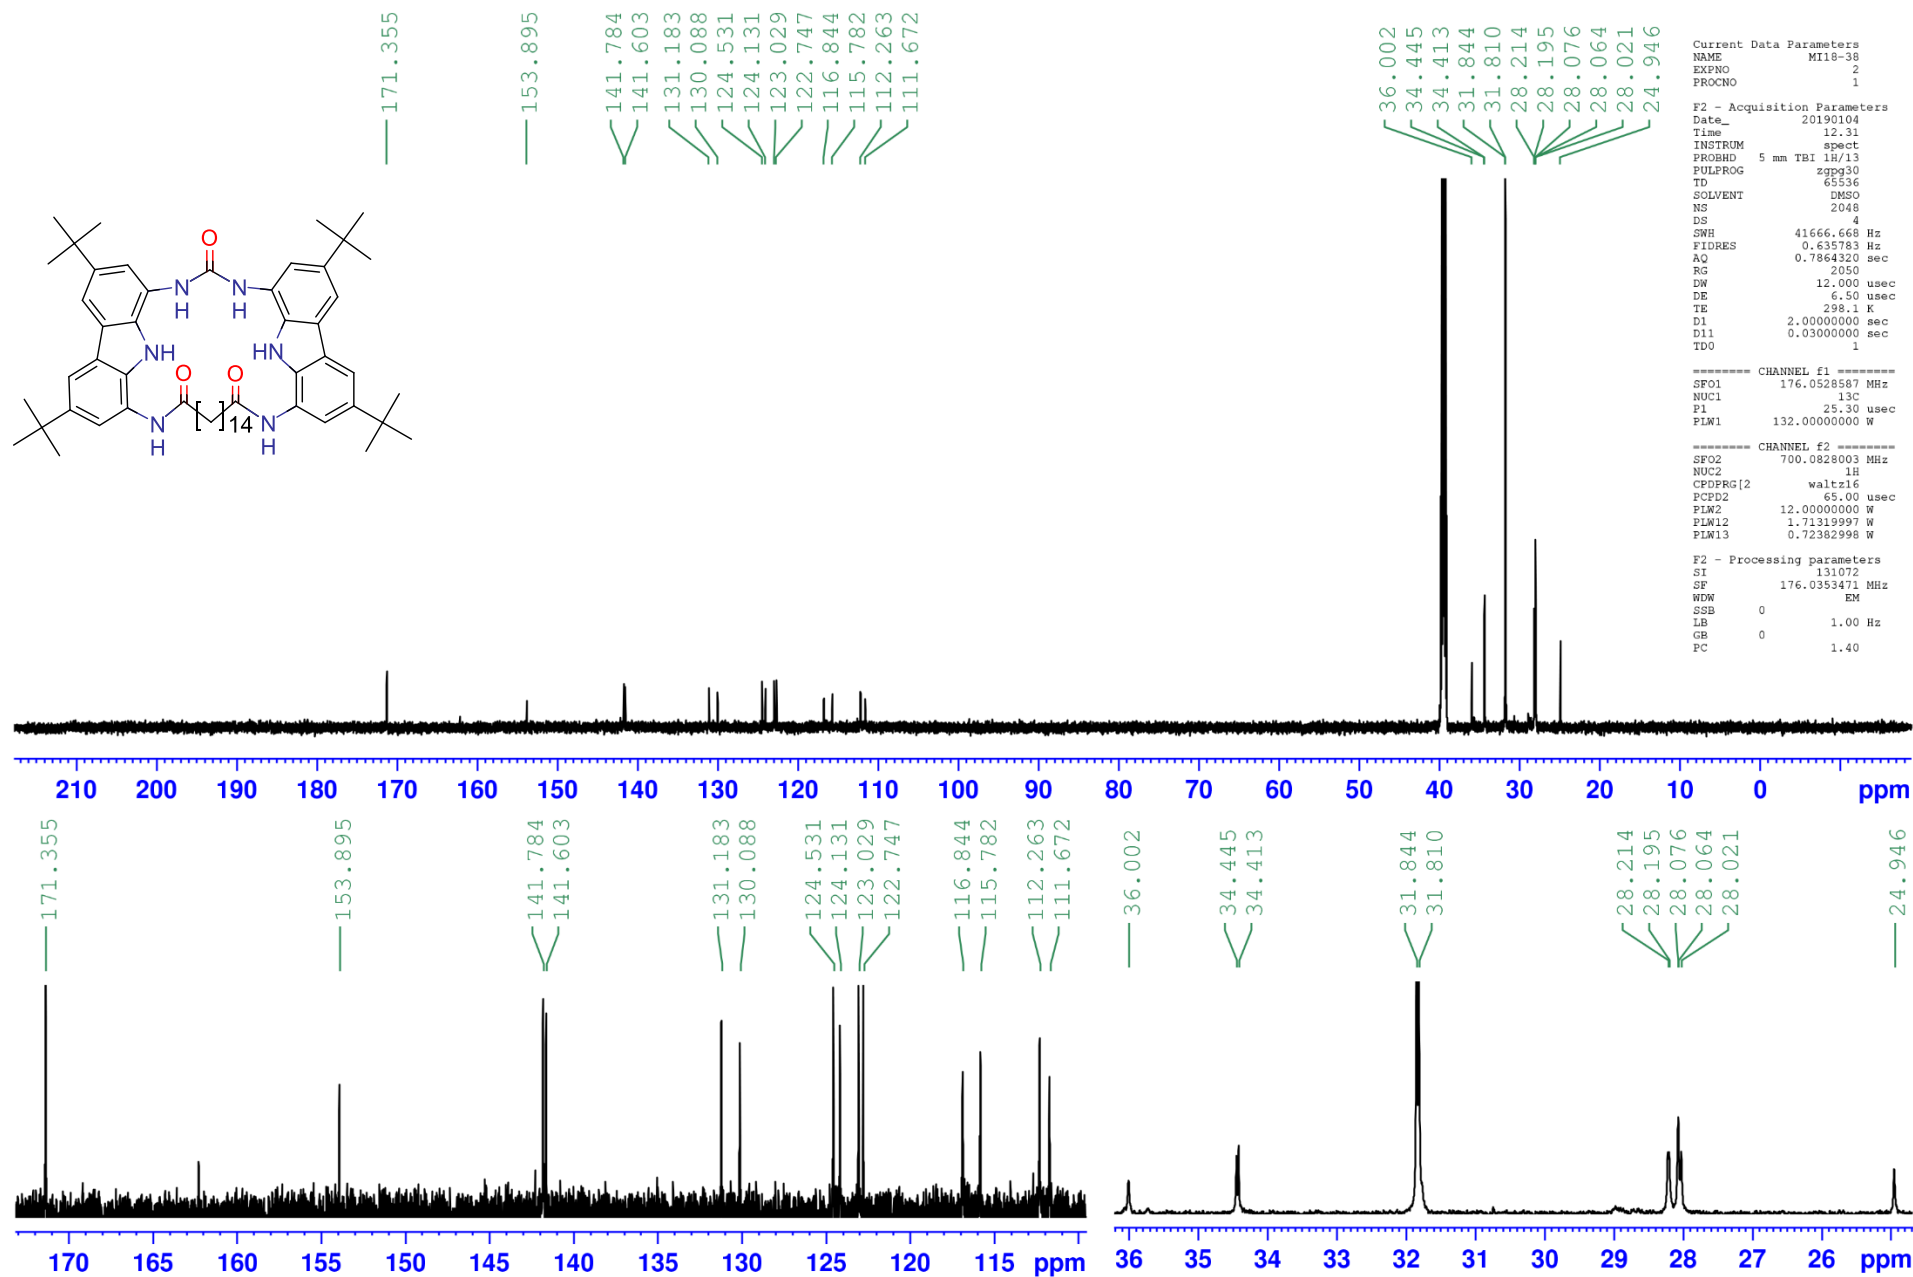 171.355
153.895
141.784
141.603
131.183
130.088
124.531
124.131
123.029
122.747
116.844
115.782
112.263
111.672
36.002
34.445
34.413
31.844
31.810
28.214
28.195
28.076
28.064
28.021
24.946
Current Data Parameters
NAME MI18-38
EXPNO 2
PROCNO 1
F2 - Acquisition Parameters
Date_ 20190104
Time 12.31
INSTRUM spect
PROBHD 5 mm TBI 1H/13
PULPROG zgpg30
TD 65536
SOLVENT DMSO
NS 2048
DS 4
SWH 41666.668 Hz
FIDRES 0.635783 Hz
AQ 0.7864320 sec
RG 2050
DW 12.000 usec
DE 6.50 usec
TE 298.1 K
D1 2.00000000 sec
D11 0.03000000 sec
TD0 1
======== CHANNEL f1 ========
SFO1 176.0528587 MHz
NUC1 13C
P1 25.30 usec
PLW1 132.00000000 W
======== CHANNEL f2 ========
SFO2 700.0828003 MHz
NUC2 1H
CPDPRG[2 waltz16
PCPD2 65.00 usec
PLW2 12.00000000 W
PLW12 1.71319997 W
PLW13 0.72382998 W
F2 - Processing parameters
SI 131072
SF 176.0353471 MHz
WDW EM
SSB 0
LB 1.00 Hz
GB 0
PC 1.40
O
N N
H H
NH HN
O O
N [ ]14 N
H H
210 200 190 180 170 160 150 140 130 120 110 100 90 80 70 60 50 40 30 20 10 0 ppm
171.355
153.895
141.784
141.603
131.183
130.088
124.531
124.131
123.029
122.747
116.844
115.782
112.263
111.672
36.002
34.445
34.413
31.844
31.810
28.214
28.195
28.076
28.064
28.021
24.946
170 165 160 155 150 145 140 135 130 125 120 115 ppm
36 35 34 33 32 31 30 29 28 27 26 ppm